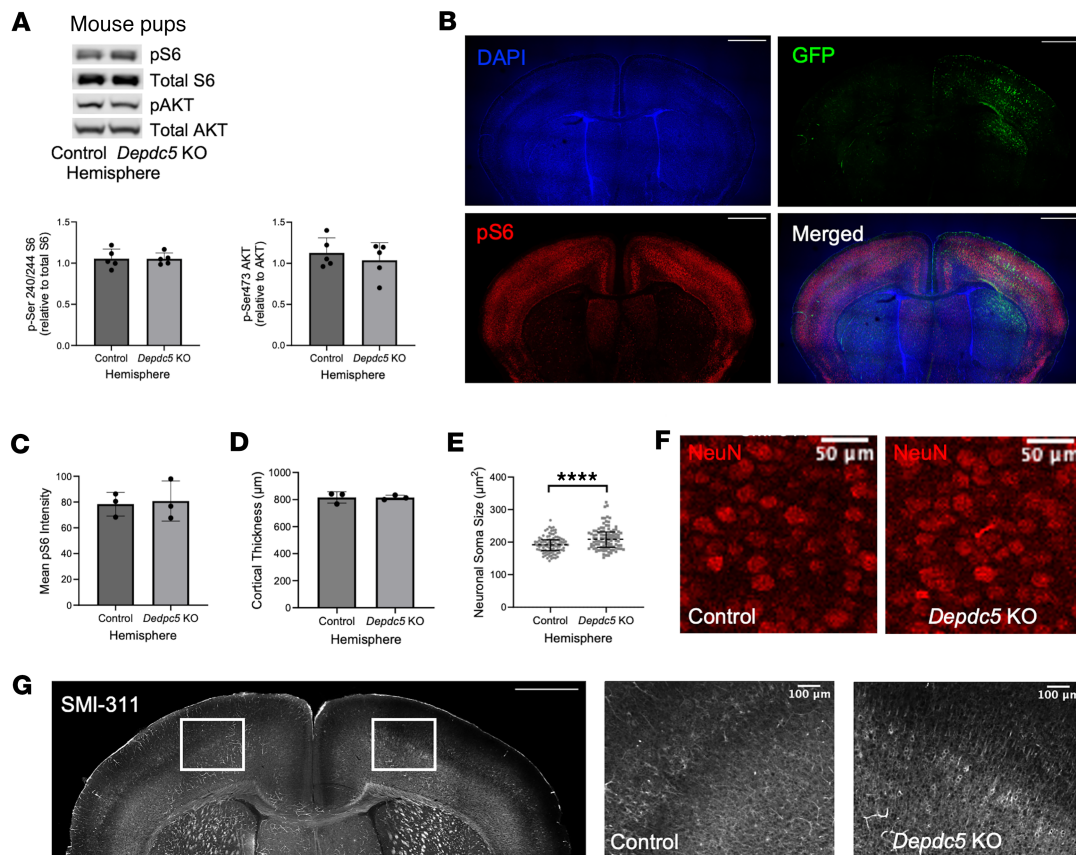 A
Mouse pups
pS6
Total S6
pAKT
Total AKT
Control Depdc5 KO
Hemisphere
p-Ser 240/244 S6
(relative to total S6)
1.5
1.0
0.5
0.0
Control Depdc5 KO
Hemisphere
p-Ser473 AKT
(relative to AKT)
1.5
1.0
0.5
0.0
Control Depdc5 KO
Hemisphere
B
DAPI
GFP
pS6
Merged
C
Mean pS6 Intensity
100
80
60
40
20
0
Control Dedpc5 KO
Hemisphere
D
Cortical Thickness (µm)
1000
800
600
400
200
0
Control Depdc5 KO
Hemisphere
E
Neuronal Soma Size (µm²)
400
300
200
100
0
****
Control Depdc5 KO
Hemisphere
F
NeuN
50 µm
Control
NeuN
50 µm
Depdc5 KO
G
SMI-311
100 µm
Control
100 µm
Depdc5 KO